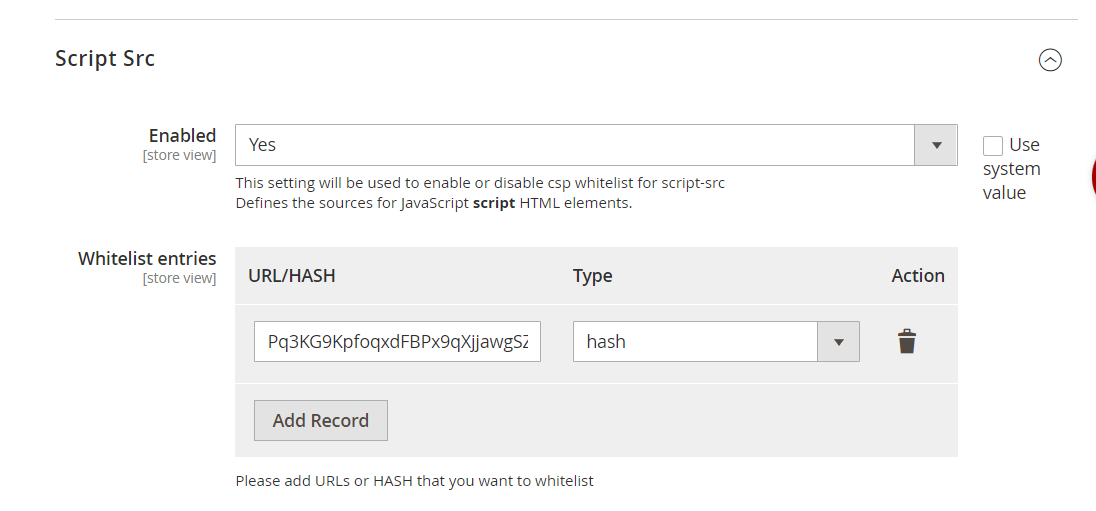 Script Src
Enabled
[store view]
Yes
Use
system
value
This setting will be used to enable or disable csp whitelist for script-src
Defines the sources for JavaScript script HTML elements.
Whitelist entries
[store view]
URL/HASH Type Action
Pq3KG9KpfoqxdFBPx9qXjjawgSZ hash
Add Record
Please add URLs or HASH that you want to whitelist